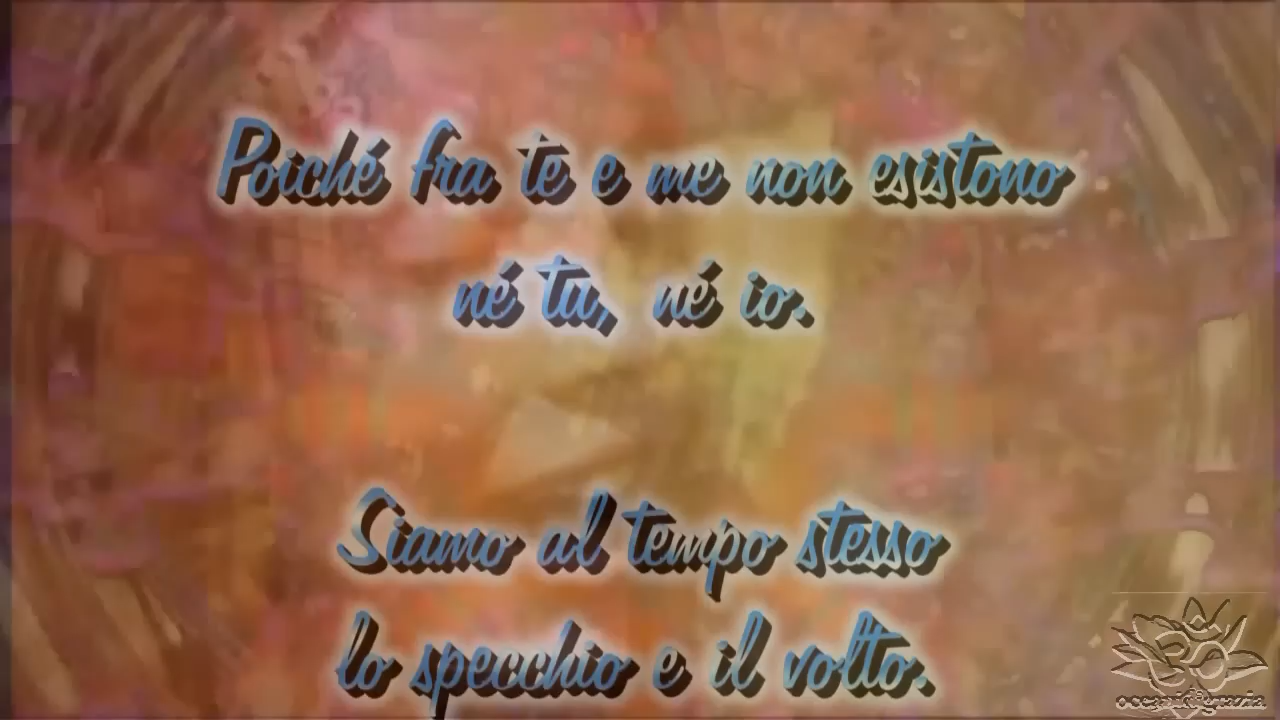 Poiché fra te e me non esistono
né tu, né io.
Siamo al tempo stesso
lo specchio e il volto.